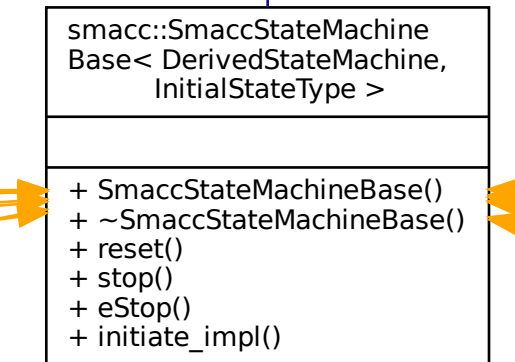 smacc::SmaccStateMachine
Base< DerivedStateMachine,
InitialStateType >
+ SmaccStateMachineBase()
+ ~SmaccStateMachineBase()
+ reset()
+ stop()
+ eStop()
+ initiate_impl()